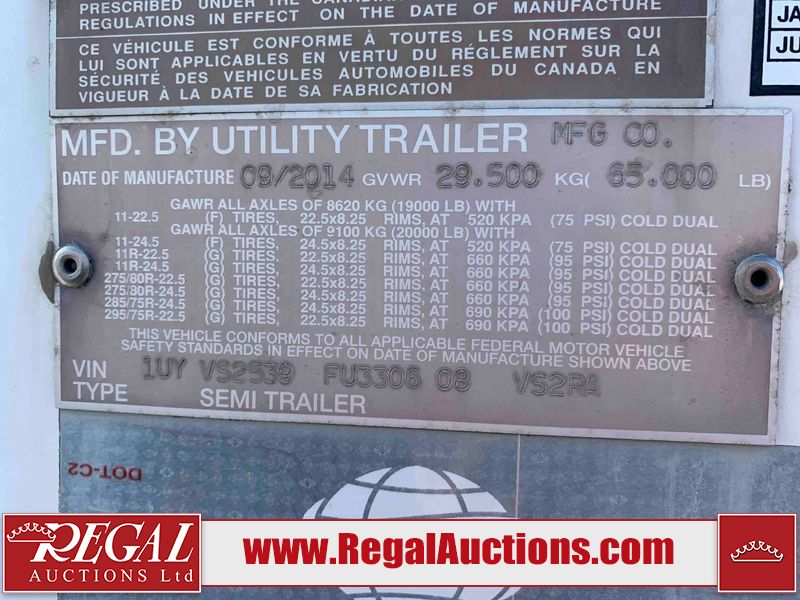 PRESCRIBED UNDER THE CANADIAN
REGULATIONS IN EFFECT ON THE DATE OF MANUFACTURE
CE VÉHICULE EST CONFORME À TOUTES LES NORMES QUI
LUI SONT APPLICABLES EN VERTU DU RÉGLEMENT SUR LA
SÉCURITÉ DES VEHICULES AUTOMOBILES DU CANADA EN
VIGUEUR À LA DATE DE SA FABRICATION
JA
JU
MFD. BY UTILITY TRAILER MFG CO.
DATE OF MANUFACTURE 09/2014 GVWR 29.500 KG( 65.000 LB)
GAWR ALL AXLES OF 8620 KG (19000 LB) WITH
11-22.5 (F) TIRES, 22.5x8.25 RIMS, AT 520 KPA (75 PSI) COLD DUAL
GAWR ALL AXLES OF 9100 KG (20000 LB) WITH
11-24.5 (F) TIRES, 24.5x8.25 RIMS, AT 520 KPA (75 PSI) COLD DUAL
11R-22.5 (G) TIRES, 22.5x8.25 RIMS, AT 660 KPA (95 PSI) COLD DUAL
11R-24.5 (G) TIRES, 24.5x8.25 RIMS, AT 660 KPA (95 PSI) COLD DUAL
275/80R-22.5 (G) TIRES, 22.5x8.25 RIMS, AT 660 KPA (95 PSI) COLD DUAL
275/80R-24.5 (G) TIRES, 24.5x8.25 RIMS, AT 660 KPA (95 PSI) COLD DUAL
285/75R-24.5 (G) TIRES, 24.5x8.25 RIMS, AT 690 KPA (100 PSI) COLD DUAL
295/75R-22.5 (G) TIRES, 22.5x8.25 RIMS, AT 690 KPA (100 PSI) COLD DUAL
THIS VEHICLE CONFORMS TO ALL APPLICABLE FEDERAL MOTOR VEHICLE
SAFETY STANDARDS IN EFFECT ON DATE OF MANUFACTURE SHOWN ABOVE
VIN 1UY VS2539 FU3306 08 VS2RA
TYPE SEMI TRAILER
DOT-C2
REGAL
AUCTIONS Ltd
www.RegalAuctions.com